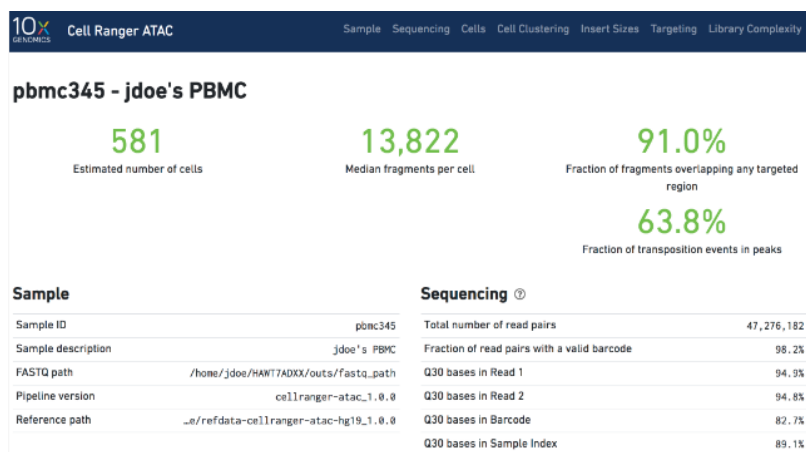 10X GENOMICS Cell Ranger ATAC Sample Sequencing Cells Cell Clustering Insert Sizes Targeting Library Complexity
pbmc345 - jdoe's PBMC
581
Estimated number of cells
13,822
Median fragments per cell
91.0%
Fraction of fragments overlapping any targeted
region
63.8%
Fraction of transposition events in peaks
Sample
Sample ID pbmc345
Sample description jdoe's PBMC
FASTQ path /home/jdoe/HAWT7ADXX/outs/fastq_path
Pipeline version cellranger-atac_1.0.0
Reference path …e/refdata-cellranger-atac-hg19_1.0.0
Sequencing ?
Total number of read pairs 47,276,182
Fraction of read pairs with a valid barcode 98.2%
Q30 bases in Read 1 94.9%
Q30 bases in Read 2 94.8%
Q30 bases in Barcode 82.7%
Q30 bases in Sample Index 89.1%